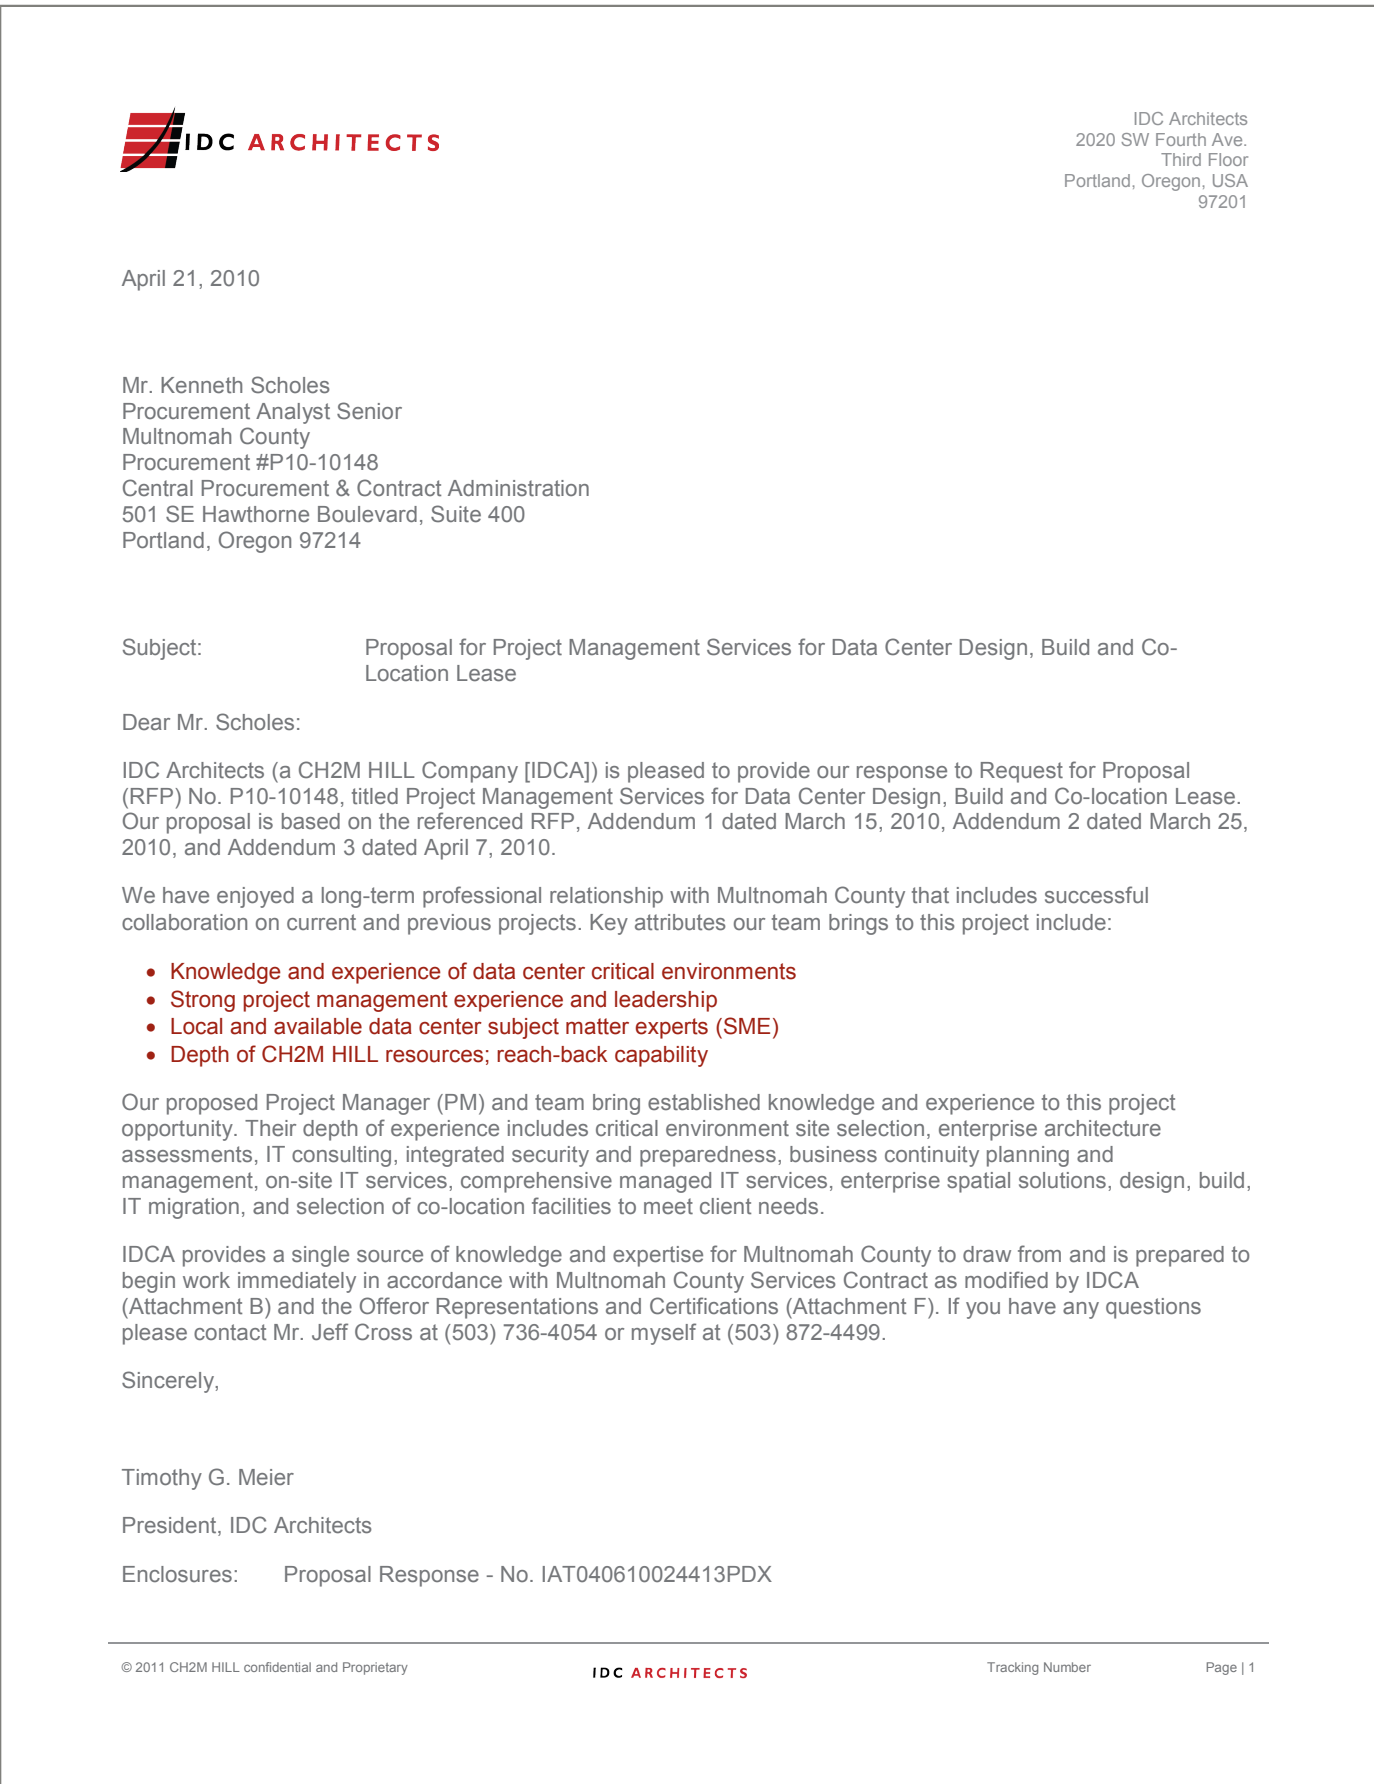 IDC ARCHITECTS
IDC Architects
2020 SW Fourth Ave.
Third Floor
Portland, Oregon, USA
97201
April 21, 2010
Mr. Kenneth Scholes
Procurement Analyst Senior
Multnomah County
Procurement #P10-10148
Central Procurement & Contract Administration
501 SE Hawthorne Boulevard, Suite 400
Portland, Oregon 97214
Subject: Proposal for Project Management Services for Data Center Design, Build and Co-
Location Lease
Dear Mr. Scholes:
IDC Architects (a CH2M HILL Company [IDCA]) is pleased to provide our response to Request for Proposal
(RFP) No. P10-10148, titled Project Management Services for Data Center Design, Build and Co-location Lease.
Our proposal is based on the referenced RFP, Addendum 1 dated March 15, 2010, Addendum 2 dated March 25,
2010, and Addendum 3 dated April 7, 2010.
We have enjoyed a long-term professional relationship with Multnomah County that includes successful
collaboration on current and previous projects. Key attributes our team brings to this project include:
• Knowledge and experience of data center critical environments
• Strong project management experience and leadership
• Local and available data center subject matter experts (SME)
• Depth of CH2M HILL resources; reach-back capability
Our proposed Project Manager (PM) and team bring established knowledge and experience to this project
opportunity. Their depth of experience includes critical environment site selection, enterprise architecture
assessments, IT consulting, integrated security and preparedness, business continuity planning and
management, on-site IT services, comprehensive managed IT services, enterprise spatial solutions, design, build,
IT migration, and selection of co-location facilities to meet client needs.
IDCA provides a single source of knowledge and expertise for Multnomah County to draw from and is prepared to
begin work immediately in accordance with Multnomah County Services Contract as modified by IDCA
(Attachment B) and the Offeror Representations and Certifications (Attachment F). If you have any questions
please contact Mr. Jeff Cross at (503) 736-4054 or myself at (503) 872-4499.
Sincerely,
Timothy G. Meier
President, IDC Architects
Enclosures: Proposal Response - No. IAT040610024413PDX
© 2011 CH2M HILL confidential and Proprietary IDC ARCHITECTS Tracking Number Page | 1